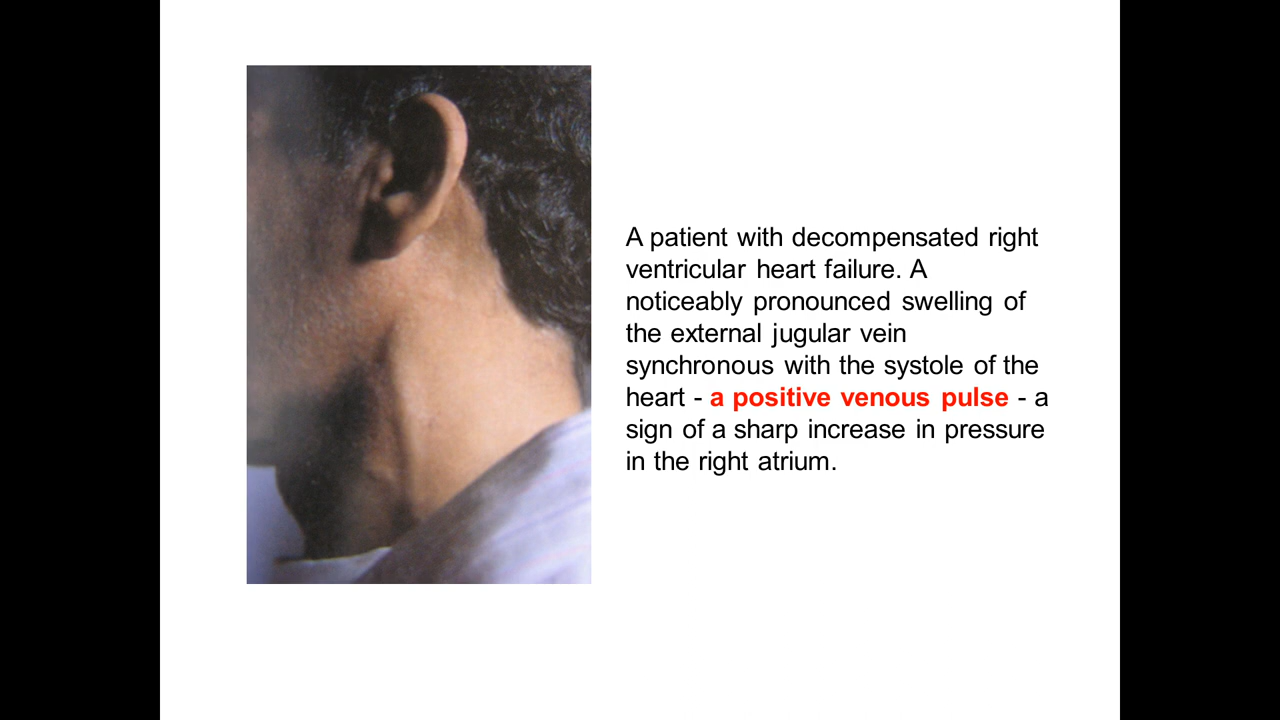 A patient with decompensated right
ventricular heart failure. A
noticeably pronounced swelling of
the external jugular vein
synchronous with the systole of the
heart - a positive venous pulse - a
sign of a sharp increase in pressure
in the right atrium.